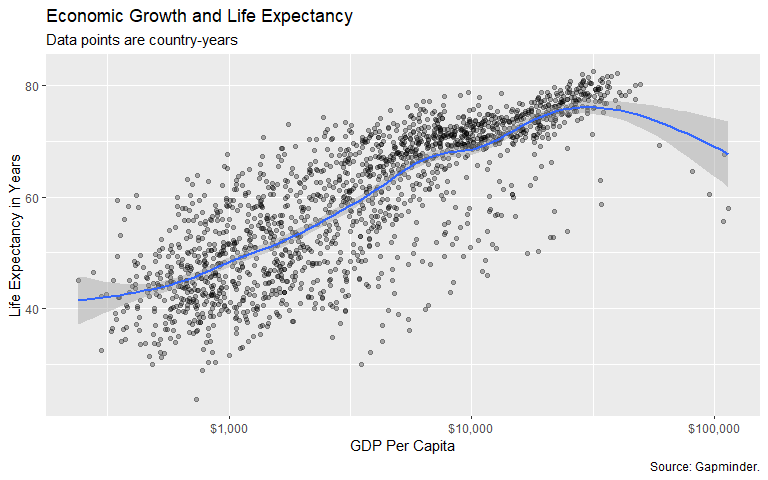 Economic Growth and Life Expectancy
Data points are country-years
Life Expectancy in Years
80
60
40
$1,000
$10,000
$100,000
GDP Per Capita
Source: Gapminder.